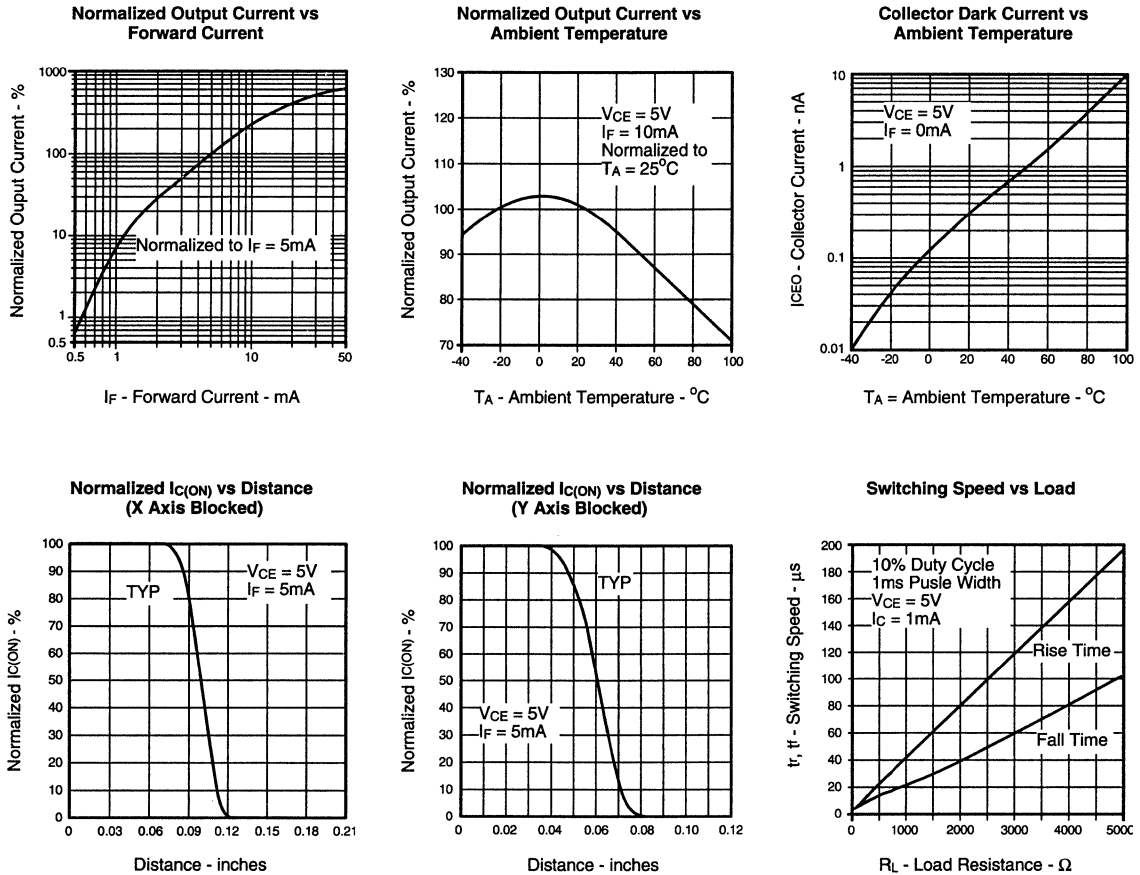 Normalized Output Current vs
Forward Current
Normalized Ouput Current - %
1000
100
10
1
0.5
Normalized to IF = 5mA
0.5
1
10
50
IF - Forward Current - mA
Normalized Output Current vs
Ambient Temperature
Normalized Output Current - %
130
120
110
100
90
80
70
VCE = 5V
IF = 10mA
Normalized to
TA = 25°C
-40 -20 0 20 40 60 80 100
TA - Ambient Temperature - °C
Collector Dark Current vs
Ambient Temperature
ICEO - Collector Current - nA
10
1
0.1
0.01
VCE = 5V
IF = 0mA
-40 -20 0 20 40 60 80 100
TA = Ambient Temperature - °C
Normalized IC(ON) vs Distance
(X Axis Blocked)
Normalized IC(ON) - %
100
90
80
70
60
50
40
30
20
10
0
TYP
VCE = 5V
IF = 5mA
0 0.03 0.06 0.09 0.12 0.15 0.18 0.21
Distance - inches
Normalized IC(ON) vs Distance
(Y Axis Blocked)
Normalized IC(ON) - %
100
90
80
70
60
50
40
30
20
10
0
TYP
VCE = 5V
IF = 5mA
0 0.02 0.04 0.06 0.08 0.10 0.12
Distance - inches
Switching Speed vs Load
tr, tf - Switching Speed - µs
200
180
160
140
120
100
80
60
40
20
0
10% Duty Cycle
1ms Pusle Width
VCE = 5V
IC = 1mA
Rise Time
Fall Time
0 1000 2000 3000 4000 5000
RL - Load Resistance - Ω